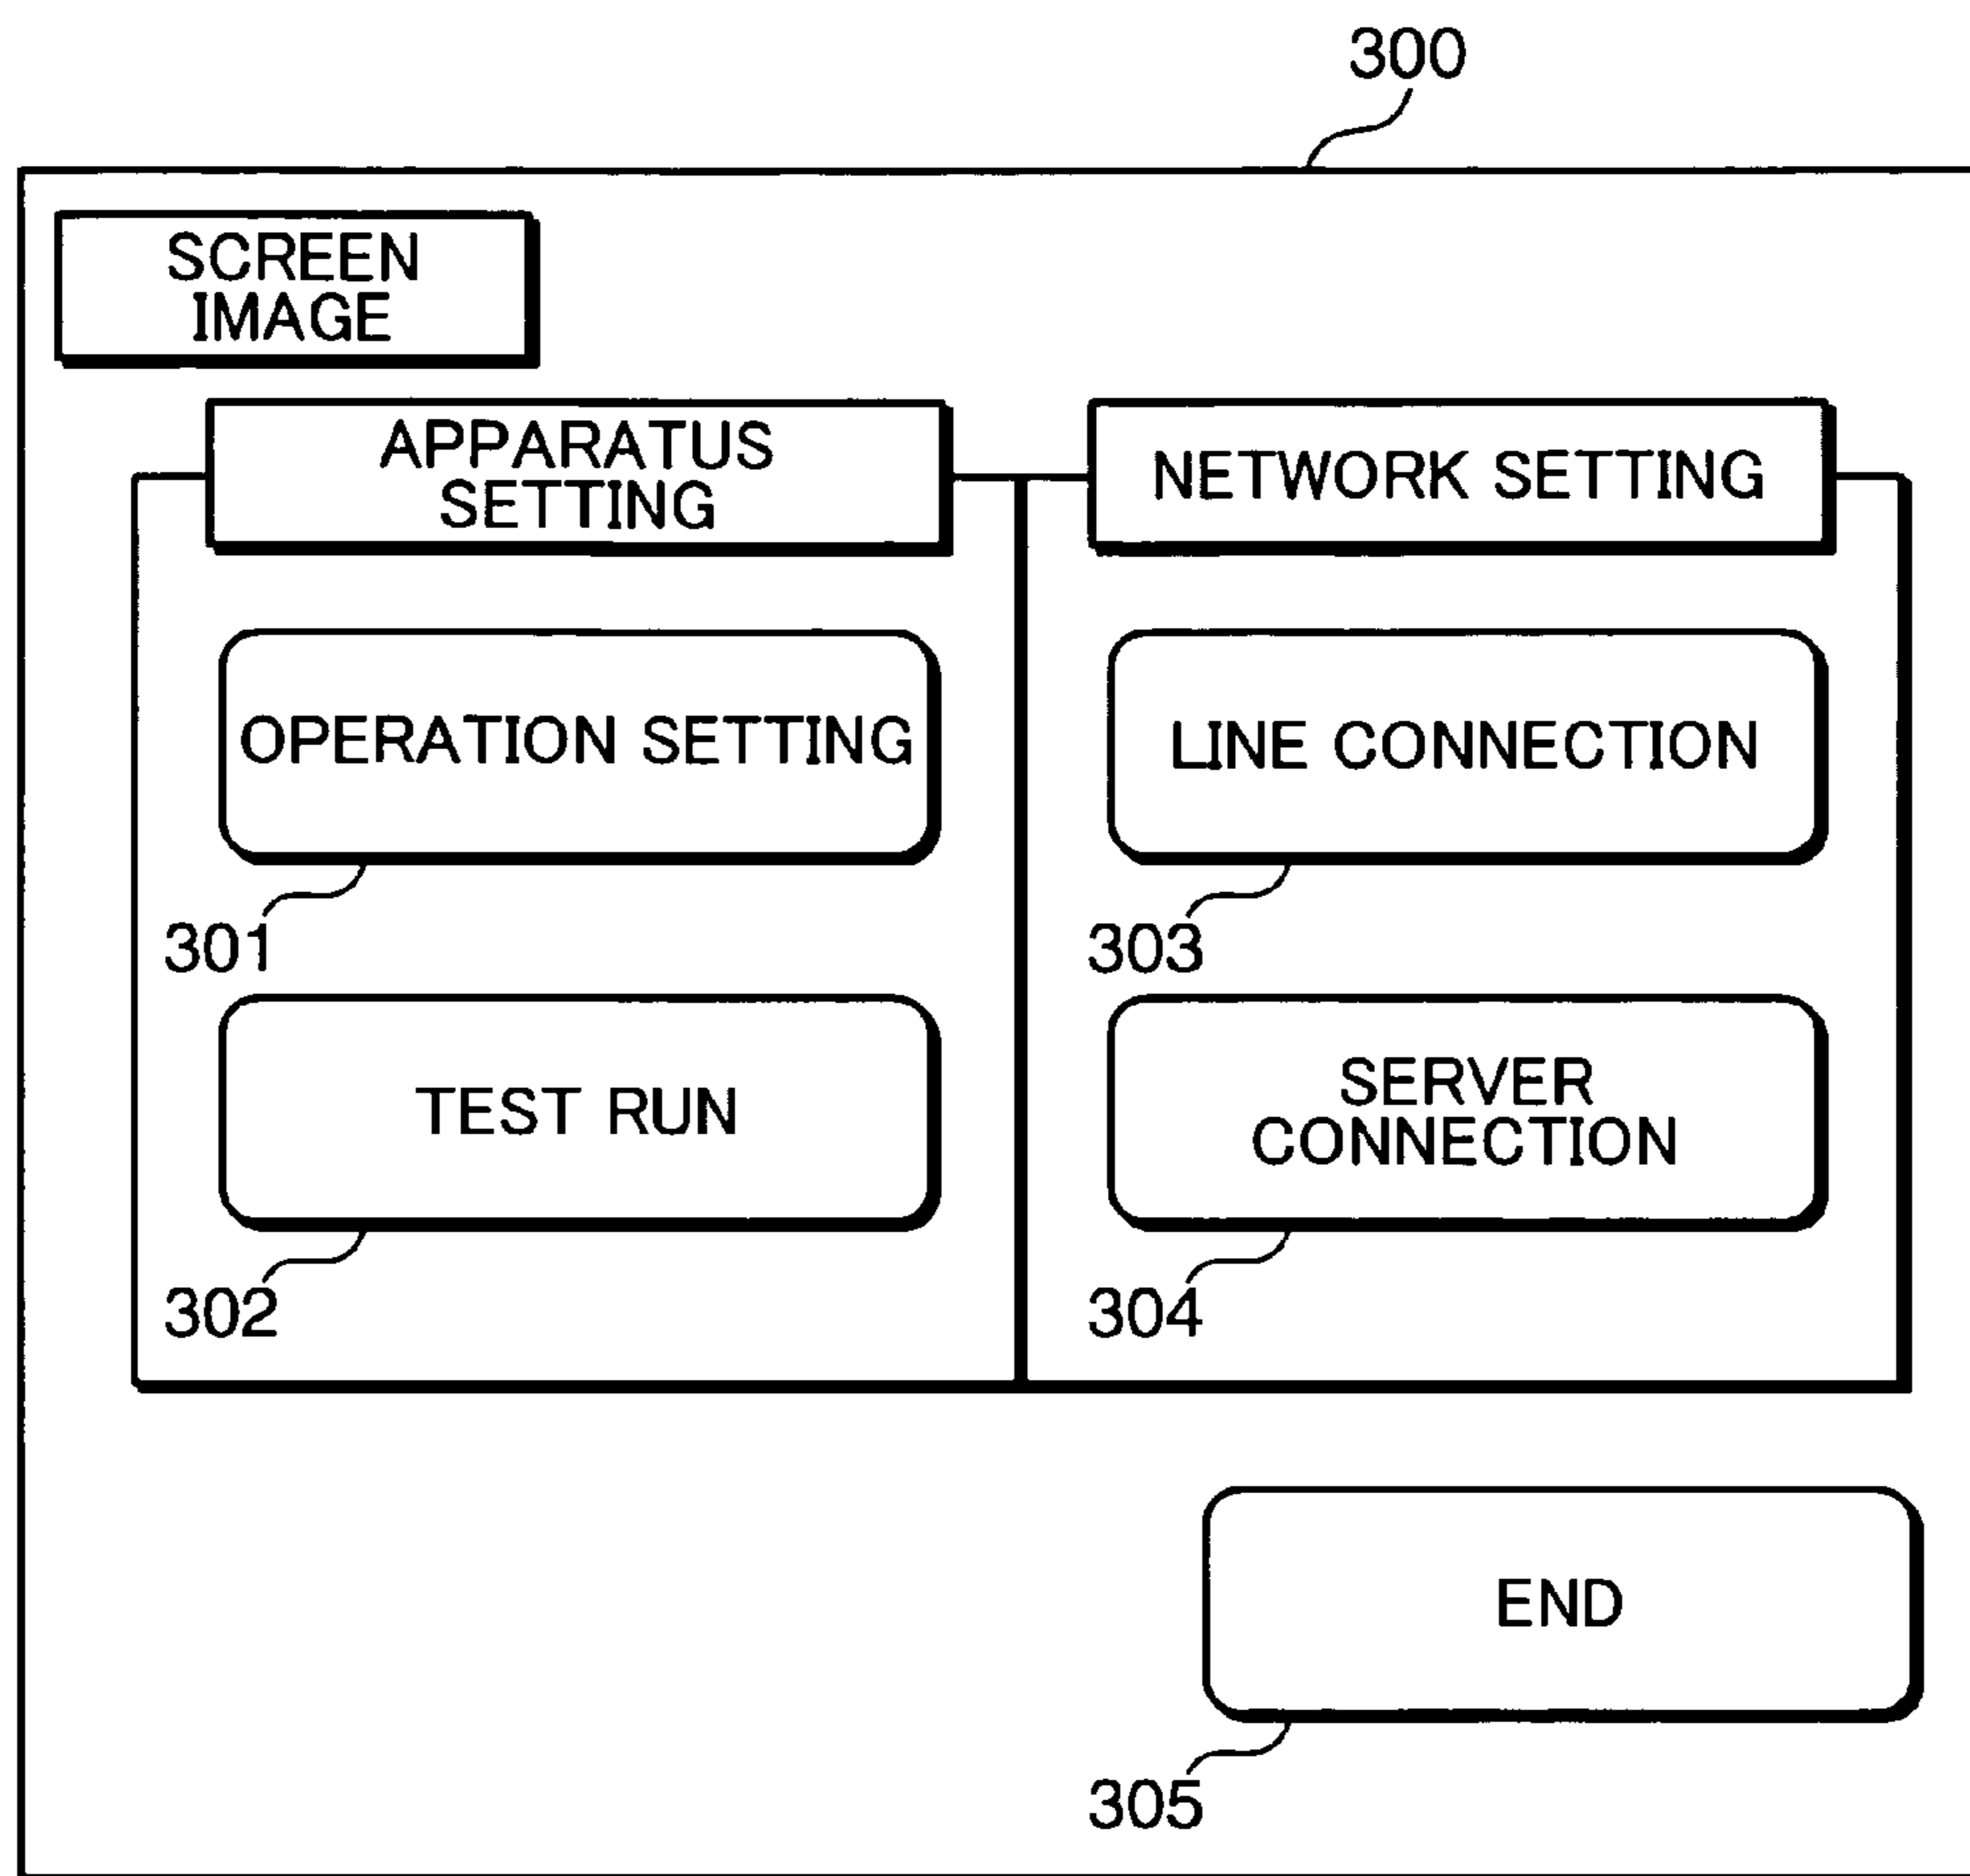 300
SCREEN
IMAGE
APPARATUS
SETTING
NETWORK SETTING
OPERATION SETTING
LINE CONNECTION
301
303
TEST RUN
SERVER
CONNECTION
302
304
END
305